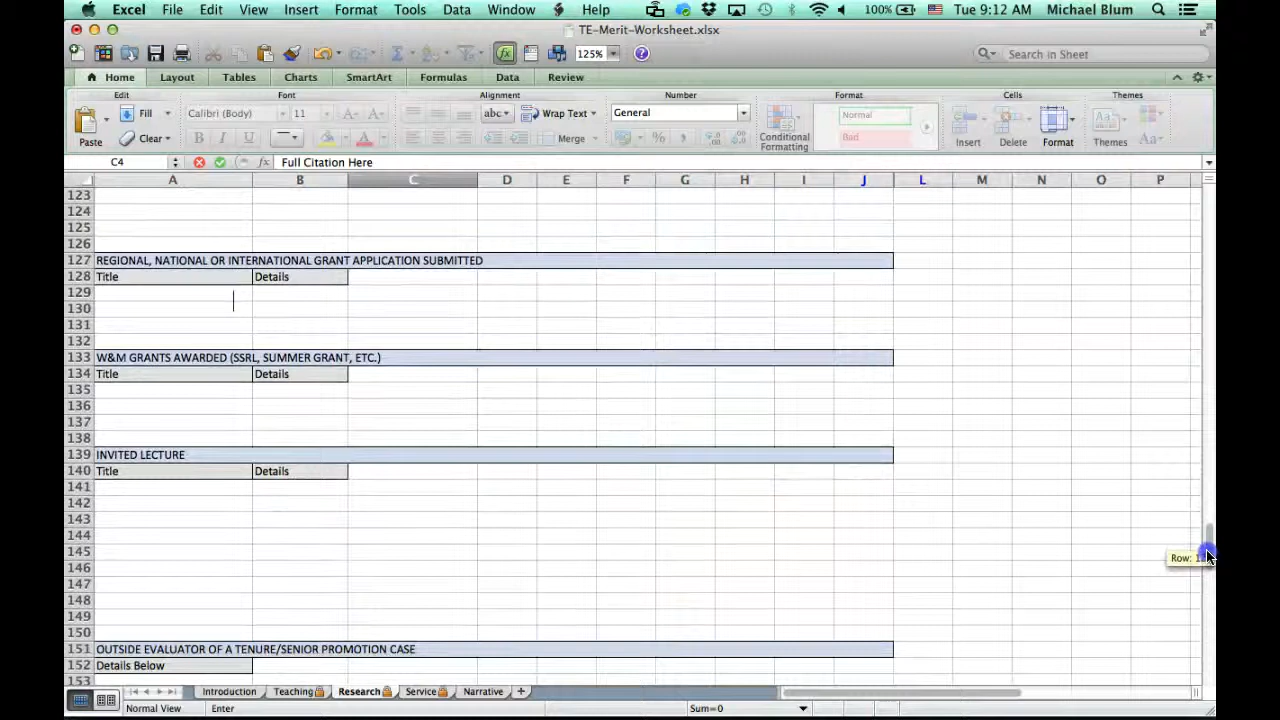 Excel File Edit View Insert Format Tools Data Window Help 100% Tue 9:12 AM Michael Blum
TE-Merit-Worksheet.xlsx
125% Search in Sheet
Home Layout Tables Charts SmartArt Formulas Data Review
Edit Font Alignment Number Format Cells Themes
Fill Calibri (Body) 11 abc Wrap Text General Normal
Paste Clear B I U A Merge % Conditional Formatting Bad Insert Delete Format Themes Aa
C4 fx Full Citation Here
A B C D E F G H I J L M N O P
123
124
125
126
127 REGIONAL, NATIONAL OR INTERNATIONAL GRANT APPLICATION SUBMITTED
128 Title Details
129
130
131
132
133 W&M GRANTS AWARDED (SSRL, SUMMER GRANT, ETC.)
134 Title Details
135
136
137
138
139 INVITED LECTURE
140 Title Details
141
142
143
144
145
146
147
148
149
150
151 OUTSIDE EVALUATOR OF A TENURE/SENIOR PROMOTION CASE
152 Details Below
153
Row:
Introduction Teaching Research Service Narrative +
Normal View Enter Sum=0